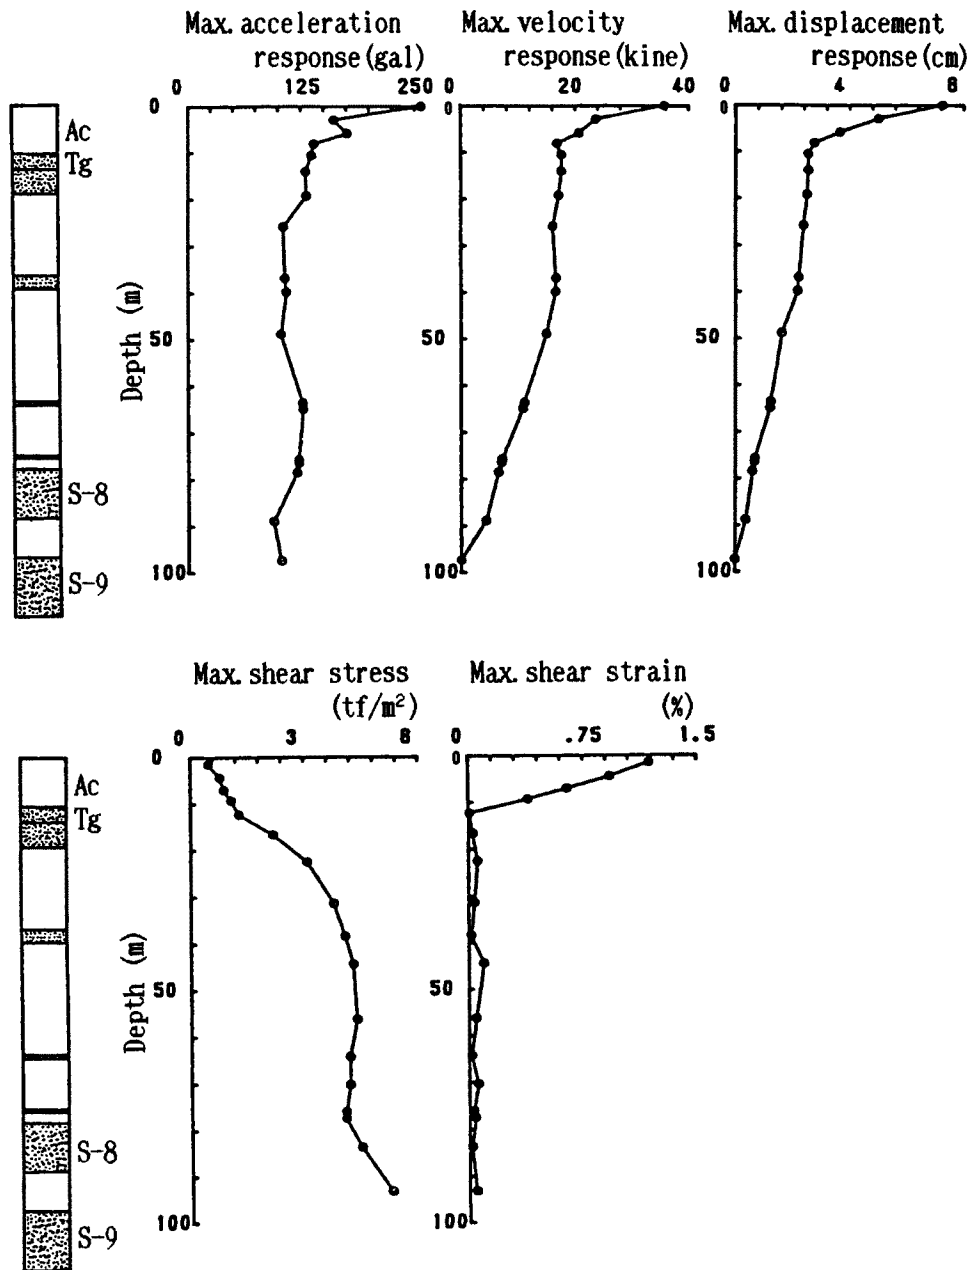 Max. acceleration
response(gal)
Max. velocity
response(kine)
Max. displacement
response(cm)
0 125 250
0 20 40
0 4 8
0
50
100
Depth (m)
0
50
100
0
50
100
Ac
Tg
S-8
S-9
Max. shear stress
(tf/m²)
Max. shear strain
(%)
0 3 8
0 .75 1.5
0
50
100
Depth (m)
0
50
100
Ac
Tg
S-8
S-9